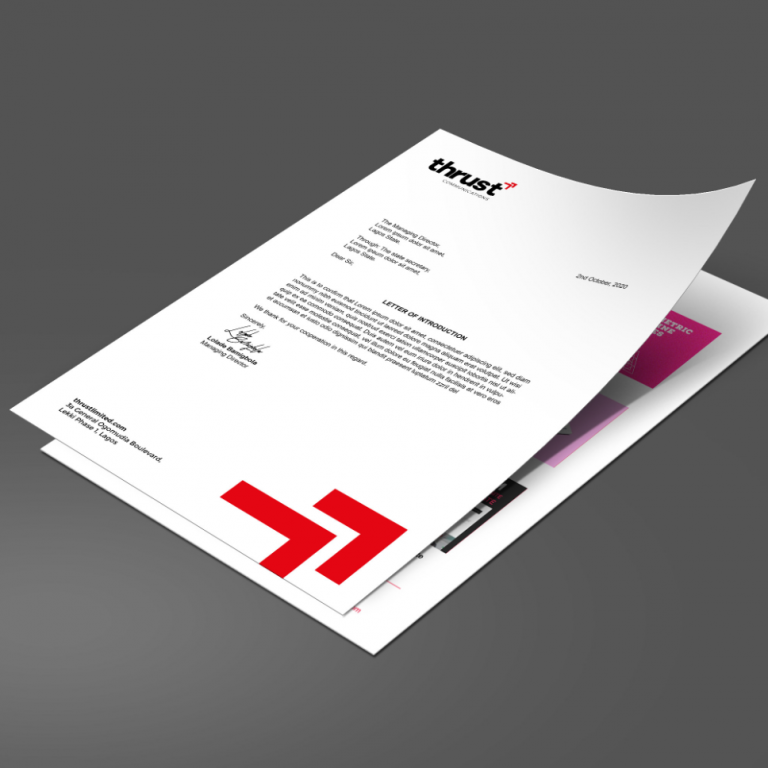 thrust
COMMUNICATIONS
The Managing Director,
Lorem ipsum dolor sit amet,
Lagos State.
Through: The state secretary,
Lorem ipsum dolor sit amet,
Lagos State.
2nd October, 2020
Dear Sir,
LETTER OF INTRODUCTION
This is to confirm that Lorem ipsum dolor sit amet, consectetuer adipiscing elit, sed diam
nonummy nibh euismod tincidunt ut laoreet dolore magna aliquam erat volutpat. Ut wisi
enim ad minim veniam, quis nostrud exerci tation ullamcorper suscipit lobortis nisl ut ali-
quip ex ea commodo consequat. Duis autem vel eum iriure dolor in hendrerit in vulpu-
tate velit esse molestie consequat, vel illum dolore eu feugiat nulla facilisis at vero eros
et accumsan et iusto odio dignissim qui blandit praesent luptatum zzril del
We thank for your cooperation in this regard.
Sincerely,
Lolade Banigbola
Managing Director
thrustlimited.com
3a General Ogomudia Boulevard,
Lekki Phase 1, Lagos